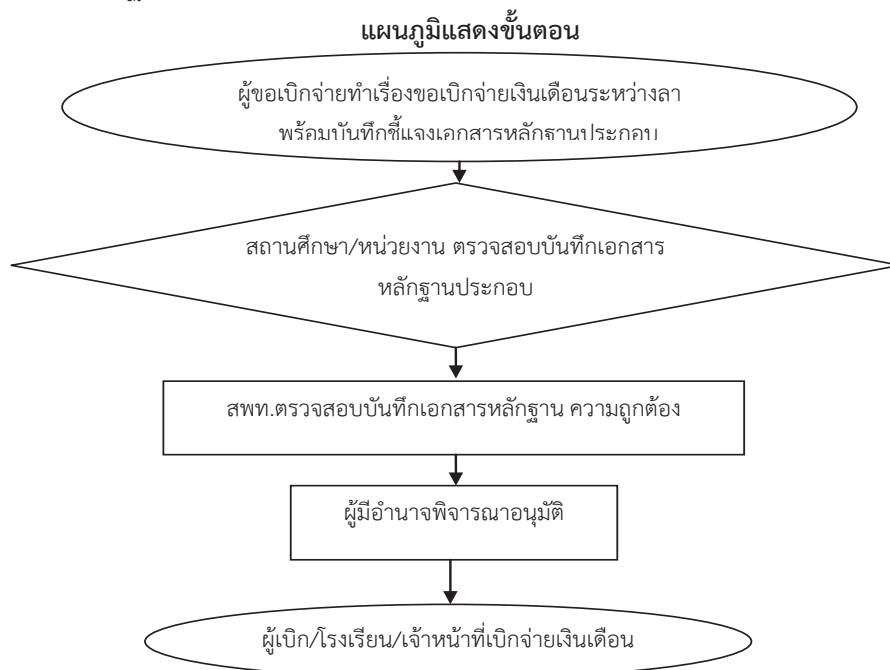 แผนภูมิแสดงขั้นตอน
ผู้ขอเบิกจ่ายทำเรื่องขอเบิกจ่ายเงินเดือนระหว่างลา
พร้อมบันทึกชี้แจงเอกสารหลักฐานประกอบ
สถานศึกษา/หน่วยงาน ตรวจสอบบันทึกเอกสาร
หลักฐานประกอบ
สพท.ตรวจสอบบันทึกเอกสารหลักฐาน ความถูกต้อง
ผู้มีอำนาจพิจารณาอนุมัติ
ผู้เบิก/โรงเรียน/เจ้าหน้าที่เบิกจ่ายเงินเดือน